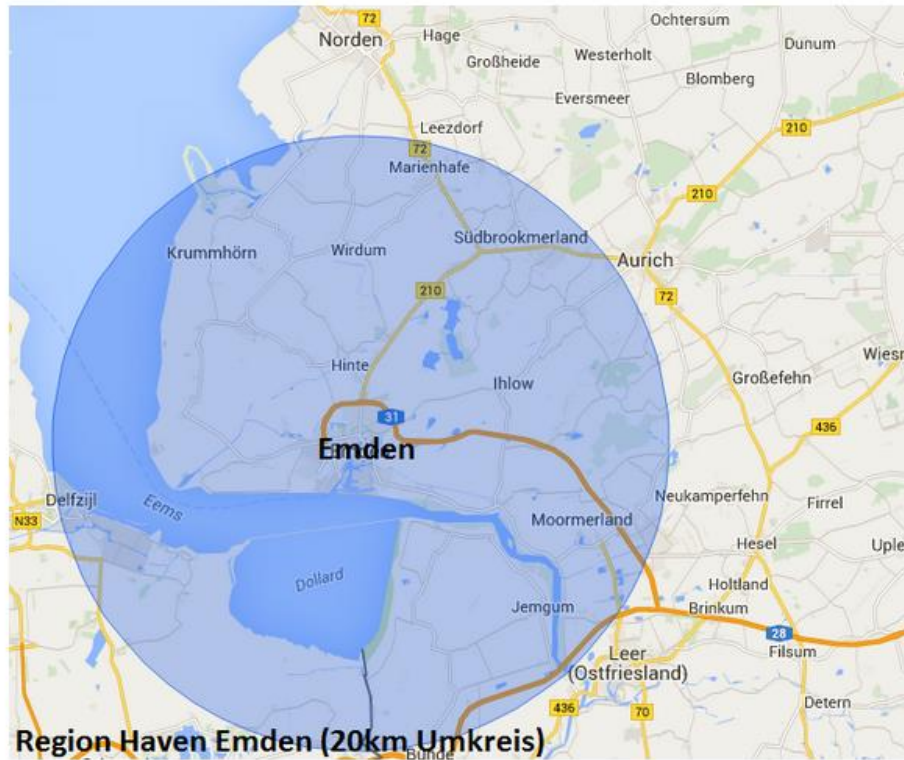 72
Ochtersum
Norden
Hage
Dunum
Westerholt
Großheide
Blomberg
Eversmeer
Leezdorf
210
72
Marienhafe
210
Krummhörn
Wirdum
Südbrookmerland
Aurich
210
72
Hinte
Wiesm
Ihlow
Großefehn
31
436
Emden
Delfzijl
Eems
Neukamperfehn
Firrel
N33
Moormerland
Hesel
Uple
Dollard
Holtland
Jemgum
Brinkum
28
Filsum
Leer
(Ostfriesland)
Detern
436
70
Region Haven Emden (20km Umkreis)
Bunde